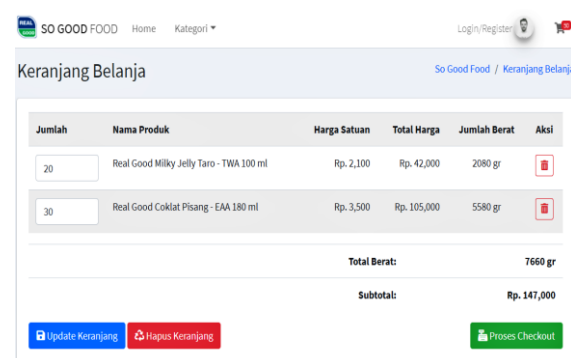 REAL GOOD SO GOOD FOOD Home Kategori Login/Register
Keranjang Belanja So Good Food / Keranjang Belanja
Jumlah Nama Produk Harga Satuan Total Harga Jumlah Berat Aksi
20 Real Good Milky Jelly Taro - TWA 100 ml Rp. 2,100 Rp. 42,000 2080 gr
30 Real Good Coklat Pisang - EAA 180 ml Rp. 3,500 Rp. 105,000 5580 gr
Total Berat: 7660 gr
Subtotal: Rp. 147,000
Update Keranjang Hapus Keranjang Proses Checkout